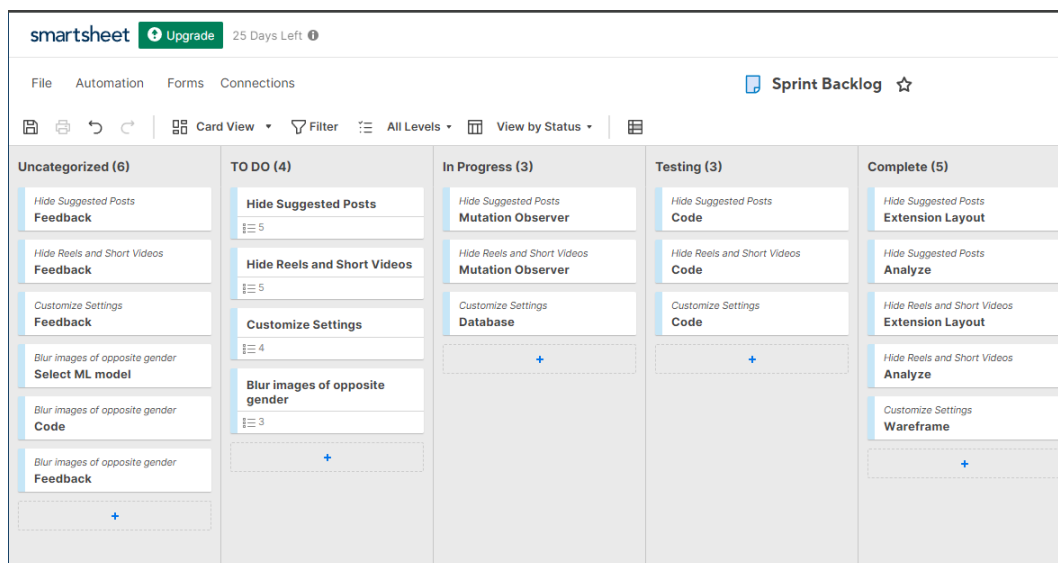 smartsheet
Upgrade
25 Days Left
File Automation Forms Connections
Sprint Backlog
Card View Filter All Levels View by Status
Uncategorized (6)
Hide Suggested Posts
Feedback
Hide Reels and Short Videos
Feedback
Customize Settings
Feedback
Blur images of opposite gender
Select ML model
Blur images of opposite gender
Code
Blur images of opposite gender
Feedback
+
TO DO (4)
Hide Suggested Posts
5
Hide Reels and Short Videos
5
Customize Settings
4
Blur images of opposite
gender
3
+
In Progress (3)
Hide Suggested Posts
Mutation Observer
Hide Reels and Short Videos
Mutation Observer
Customize Settings
Database
+
Testing (3)
Hide Suggested Posts
Code
Hide Reels and Short Videos
Code
Customize Settings
Code
+
Complete (5)
Hide Suggested Posts
Extension Layout
Hide Suggested Posts
Analyze
Hide Reels and Short Videos
Extension Layout
Hide Reels and Short Videos
Analyze
Customize Settings
Wareframe
+